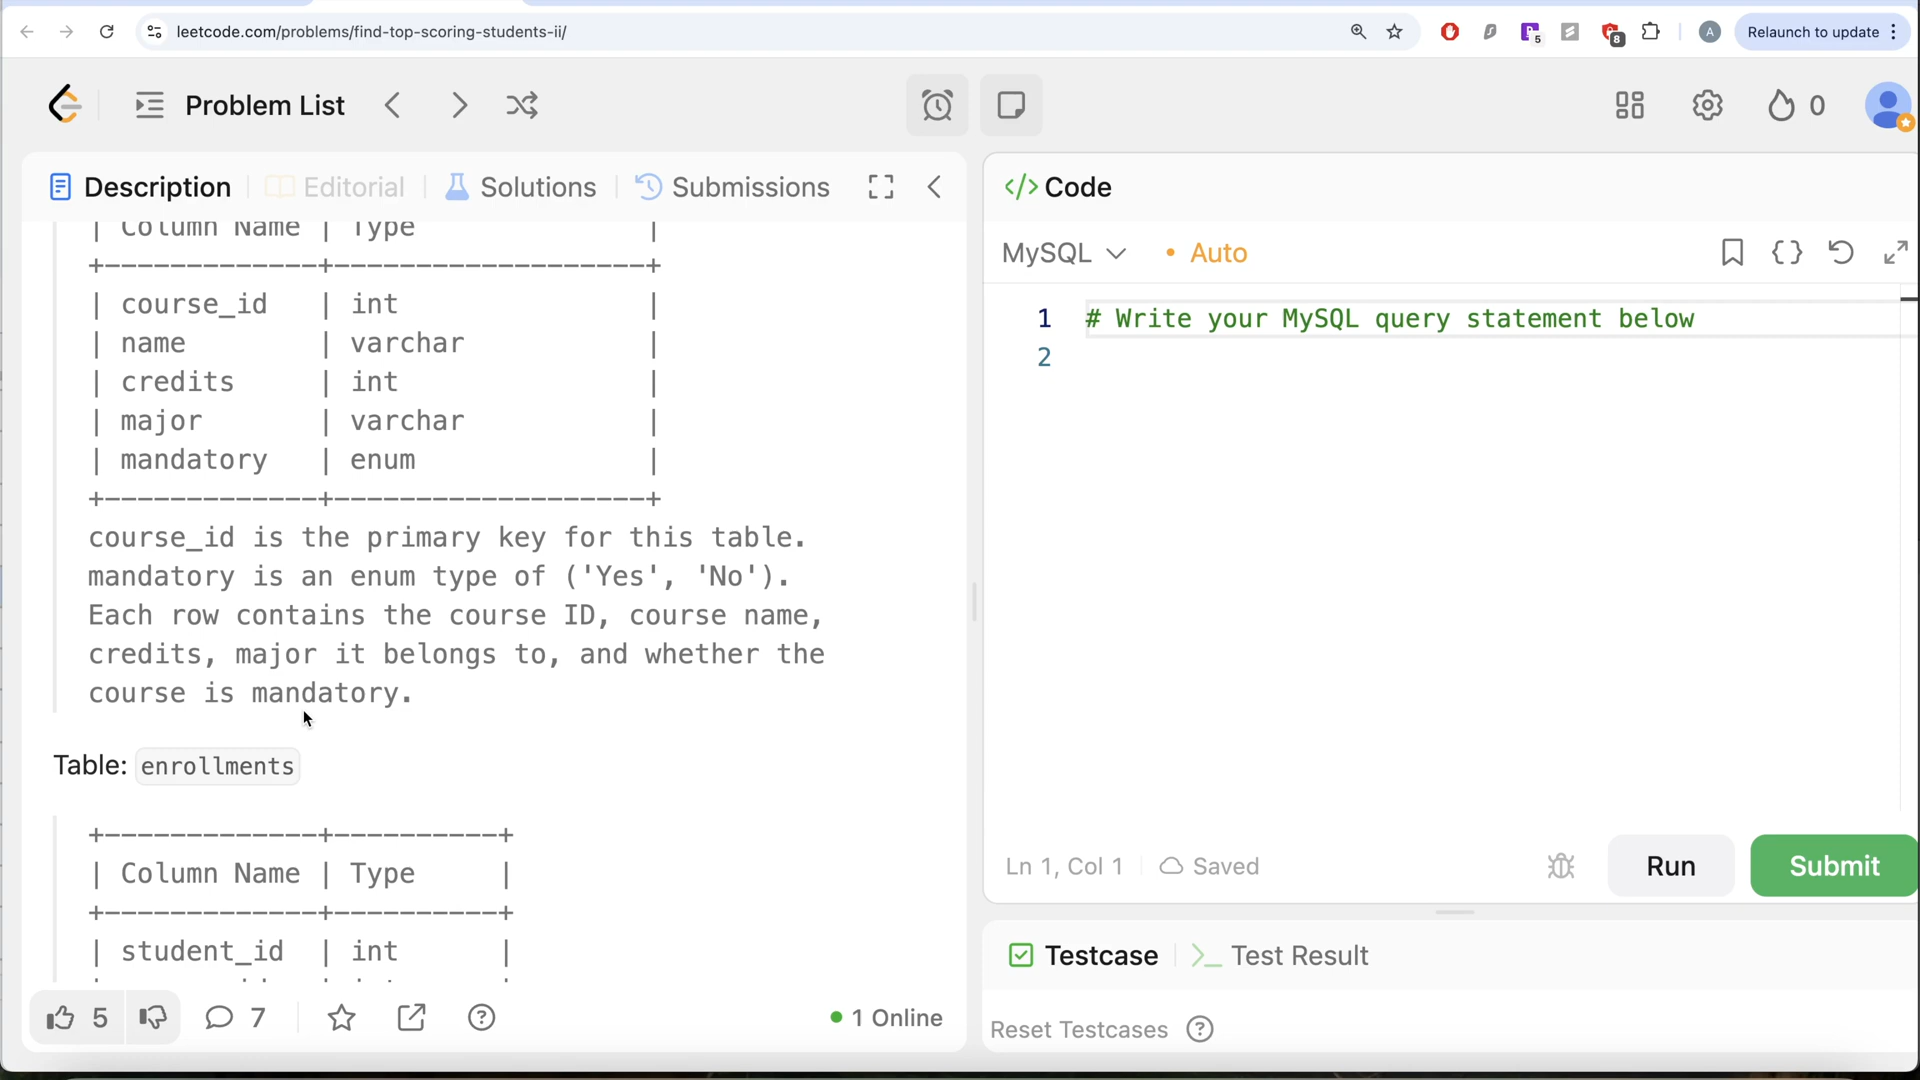 leetcode.com/problems/find-top-scoring-students-ii/
5
8
A
Relaunch to update
Problem List
0
Description
Editorial
Solutions
Submissions
| Column Name | Type |
+-------------+-------------------+
| course_id | int |
| name | varchar |
| credits | int |
| major | varchar |
| mandatory | enum |
+-------------+-------------------+
course_id is the primary key for this table.
mandatory is an enum type of ('Yes', 'No').
Each row contains the course ID, course name,
credits, major it belongs to, and whether the
course is mandatory.
Table: enrollments
+-------------+----------+
| Column Name | Type |
+-------------+----------+
| student_id | int |
5
7
1 Online
</> Code
MySQL
• Auto
1 # Write your MySQL query statement below
2
Ln 1, Col 1
Saved
Run
Submit
Testcase
Test Result
Reset Testcases